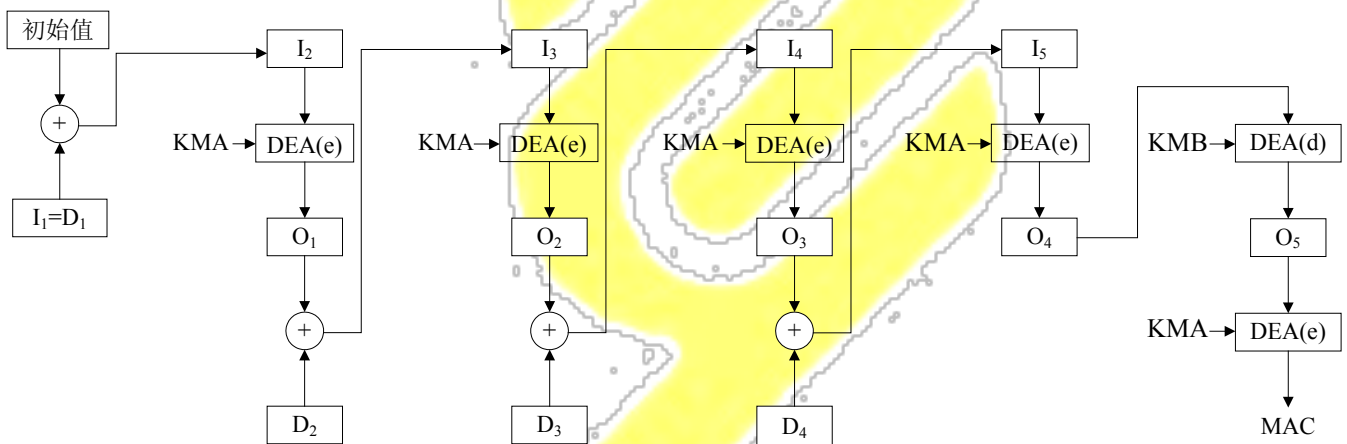 初始值
I₂
I₃
I₄
I₅
+
KMA
DEA(e)
KMA
DEA(e)
KMA
DEA(e)
KMA
DEA(e)
KMB
DEA(d)
I₁=D₁
O₁
O₂
O₃
O₄
O₅
+
+
+
KMA
DEA(e)
D₂
D₃
D₄
MAC